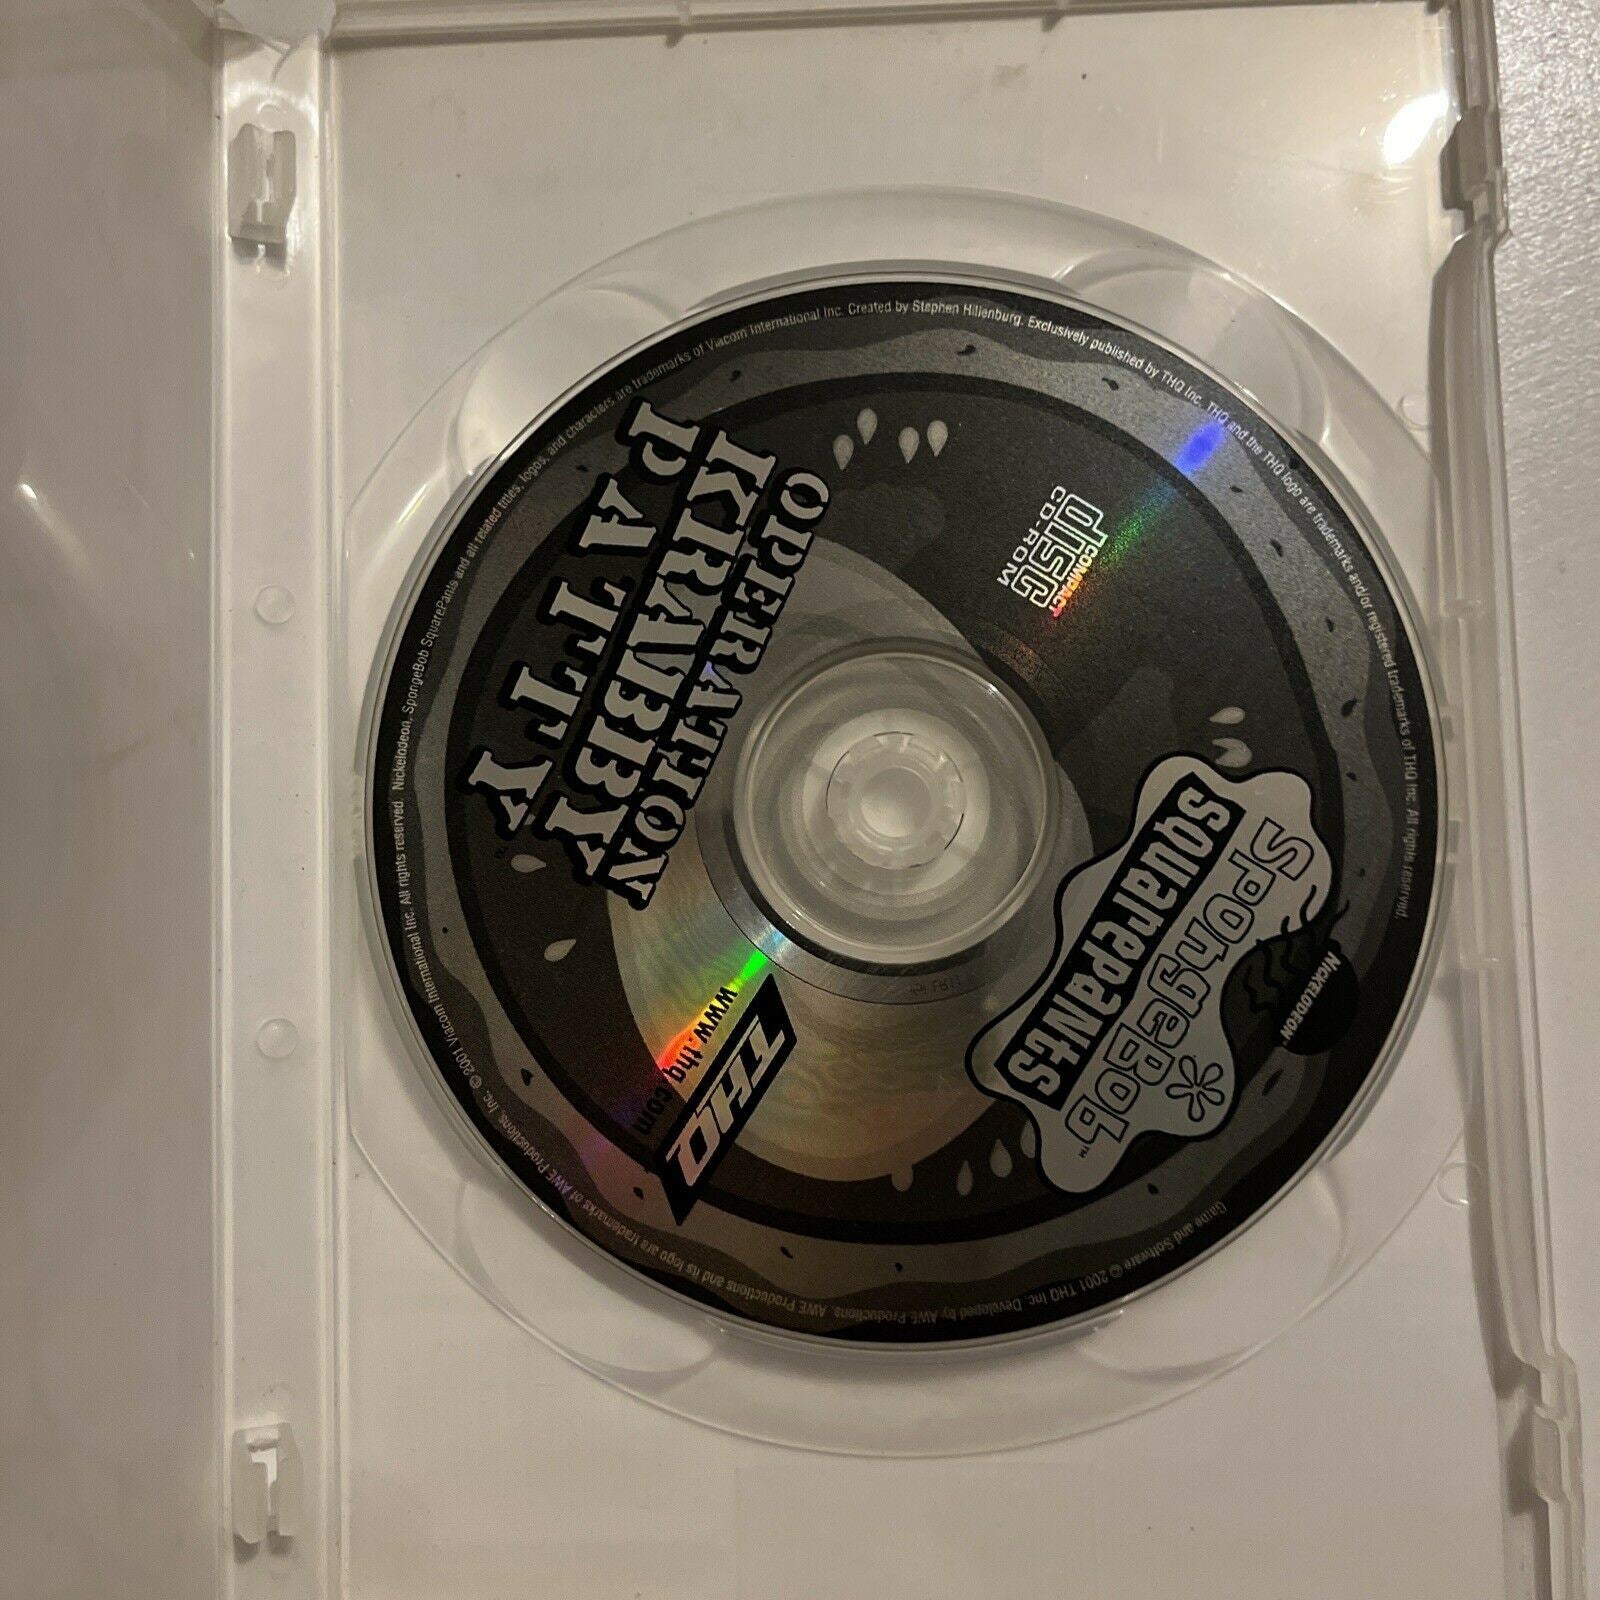 NICKELODEON™
SpongeBob™
squarepants
COMPACT
disc
CD-ROM
OPERATION
KRABBY
PATTY™
THQ
www.thq.com
Game and Software © 2001 THQ Inc. Developed by AWE Productions. AWE Productions and its logo are trademarks of AWE Productions, Inc. © 2001 Viacom International Inc. All rights reserved. Nickelodeon, SpongeBob SquarePants and all related titles, logos, and characters are trademarks of Viacom International Inc. Created by Stephen Hillenburg. Exclusively published by THQ Inc. THQ and the THQ logo are trademarks and/or registered trademarks of THQ Inc. All rights reserved.